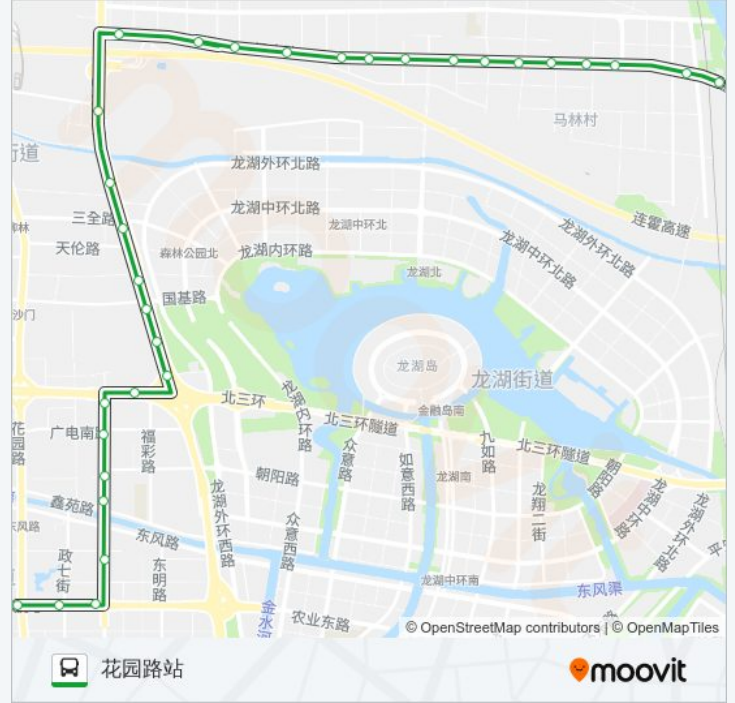 马林村
街道
龙湖外环北路
三全路
龙湖中环北路
龙湖中环北
连霍高速
龙湖外环北路
龙湖中环北路
天伦路
森林公园北
龙湖内环路
龙湖北
国基路
沙门
龙湖岛
龙湖街道
北三环
龙湖内环路
金融岛南
北三环隧道
花园路
广电南
福彩路
众意路
如意西路
九如路
北三环隧道
朝阳路
龙湖外环西路
龙湖南
龙翔二街
朝阳路
龙湖中环路
龙湖外环北路
鑫苑路
东风路
众意西路
东风路
政七街
东明路
龙湖中环南
东风渠
金水河
农业东路
© OpenStreetMap contributors | © OpenMapTiles
花园路站
moovit